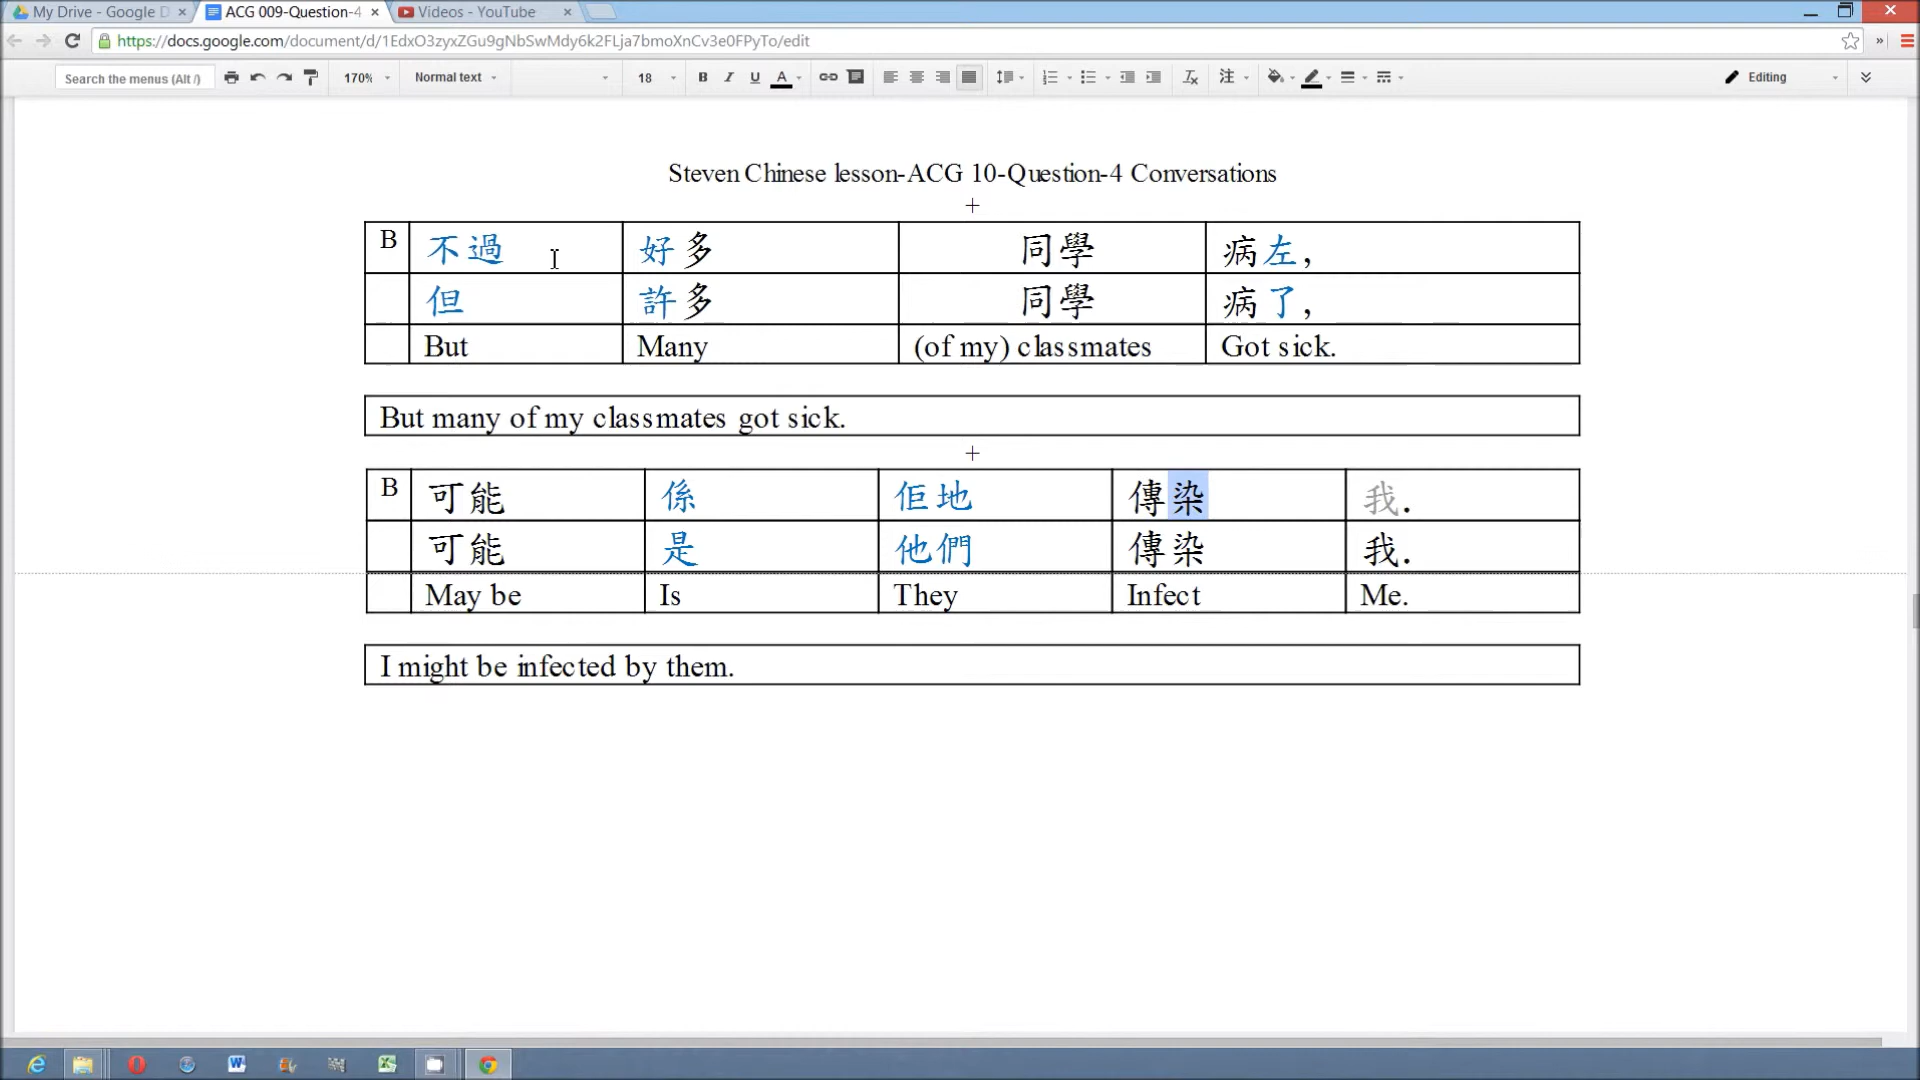 My Drive - Google D
ACG 009-Question-4
Videos - YouTube
https://docs.google.com/document/d/1EdxO3zyxZGu9gNbSwMdy6k2FLja7bmoXnCv3e0FPyTo/edit
Search the menus (Alt /) 170% Normal text 18 B I U A 注 Editing
Steven Chinese lesson-ACG 10-Question-4 Conversations
B 不過 好多 同學 病左,
但 許多 同學 病了,
But Many (of my) classmates Got sick.
But many of my classmates got sick.
B 可能 係 佢地 傳染 我.
可能 是 他們 傳染 我.
May be Is They Infect Me.
I might be infected by them.